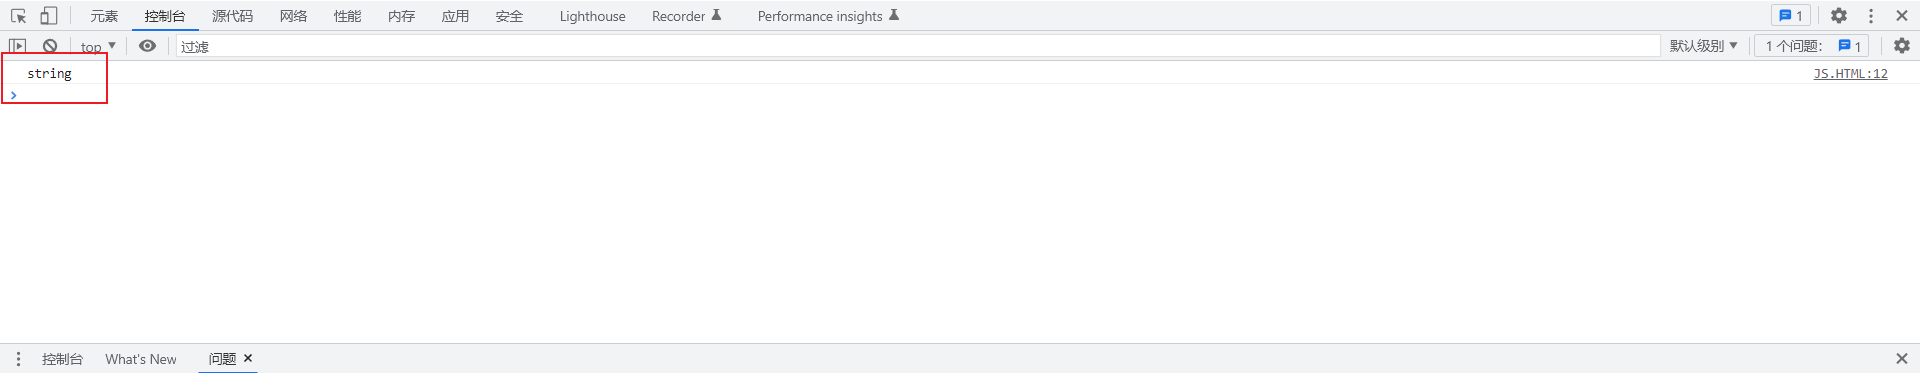 元素 控制台 源代码 网络 性能 内存 应用 安全 Lighthouse Recorder Performance insights 1
top 过滤 默认级别 1 个问题: 1
string JS.HTML:12
控制台 What's New 问题